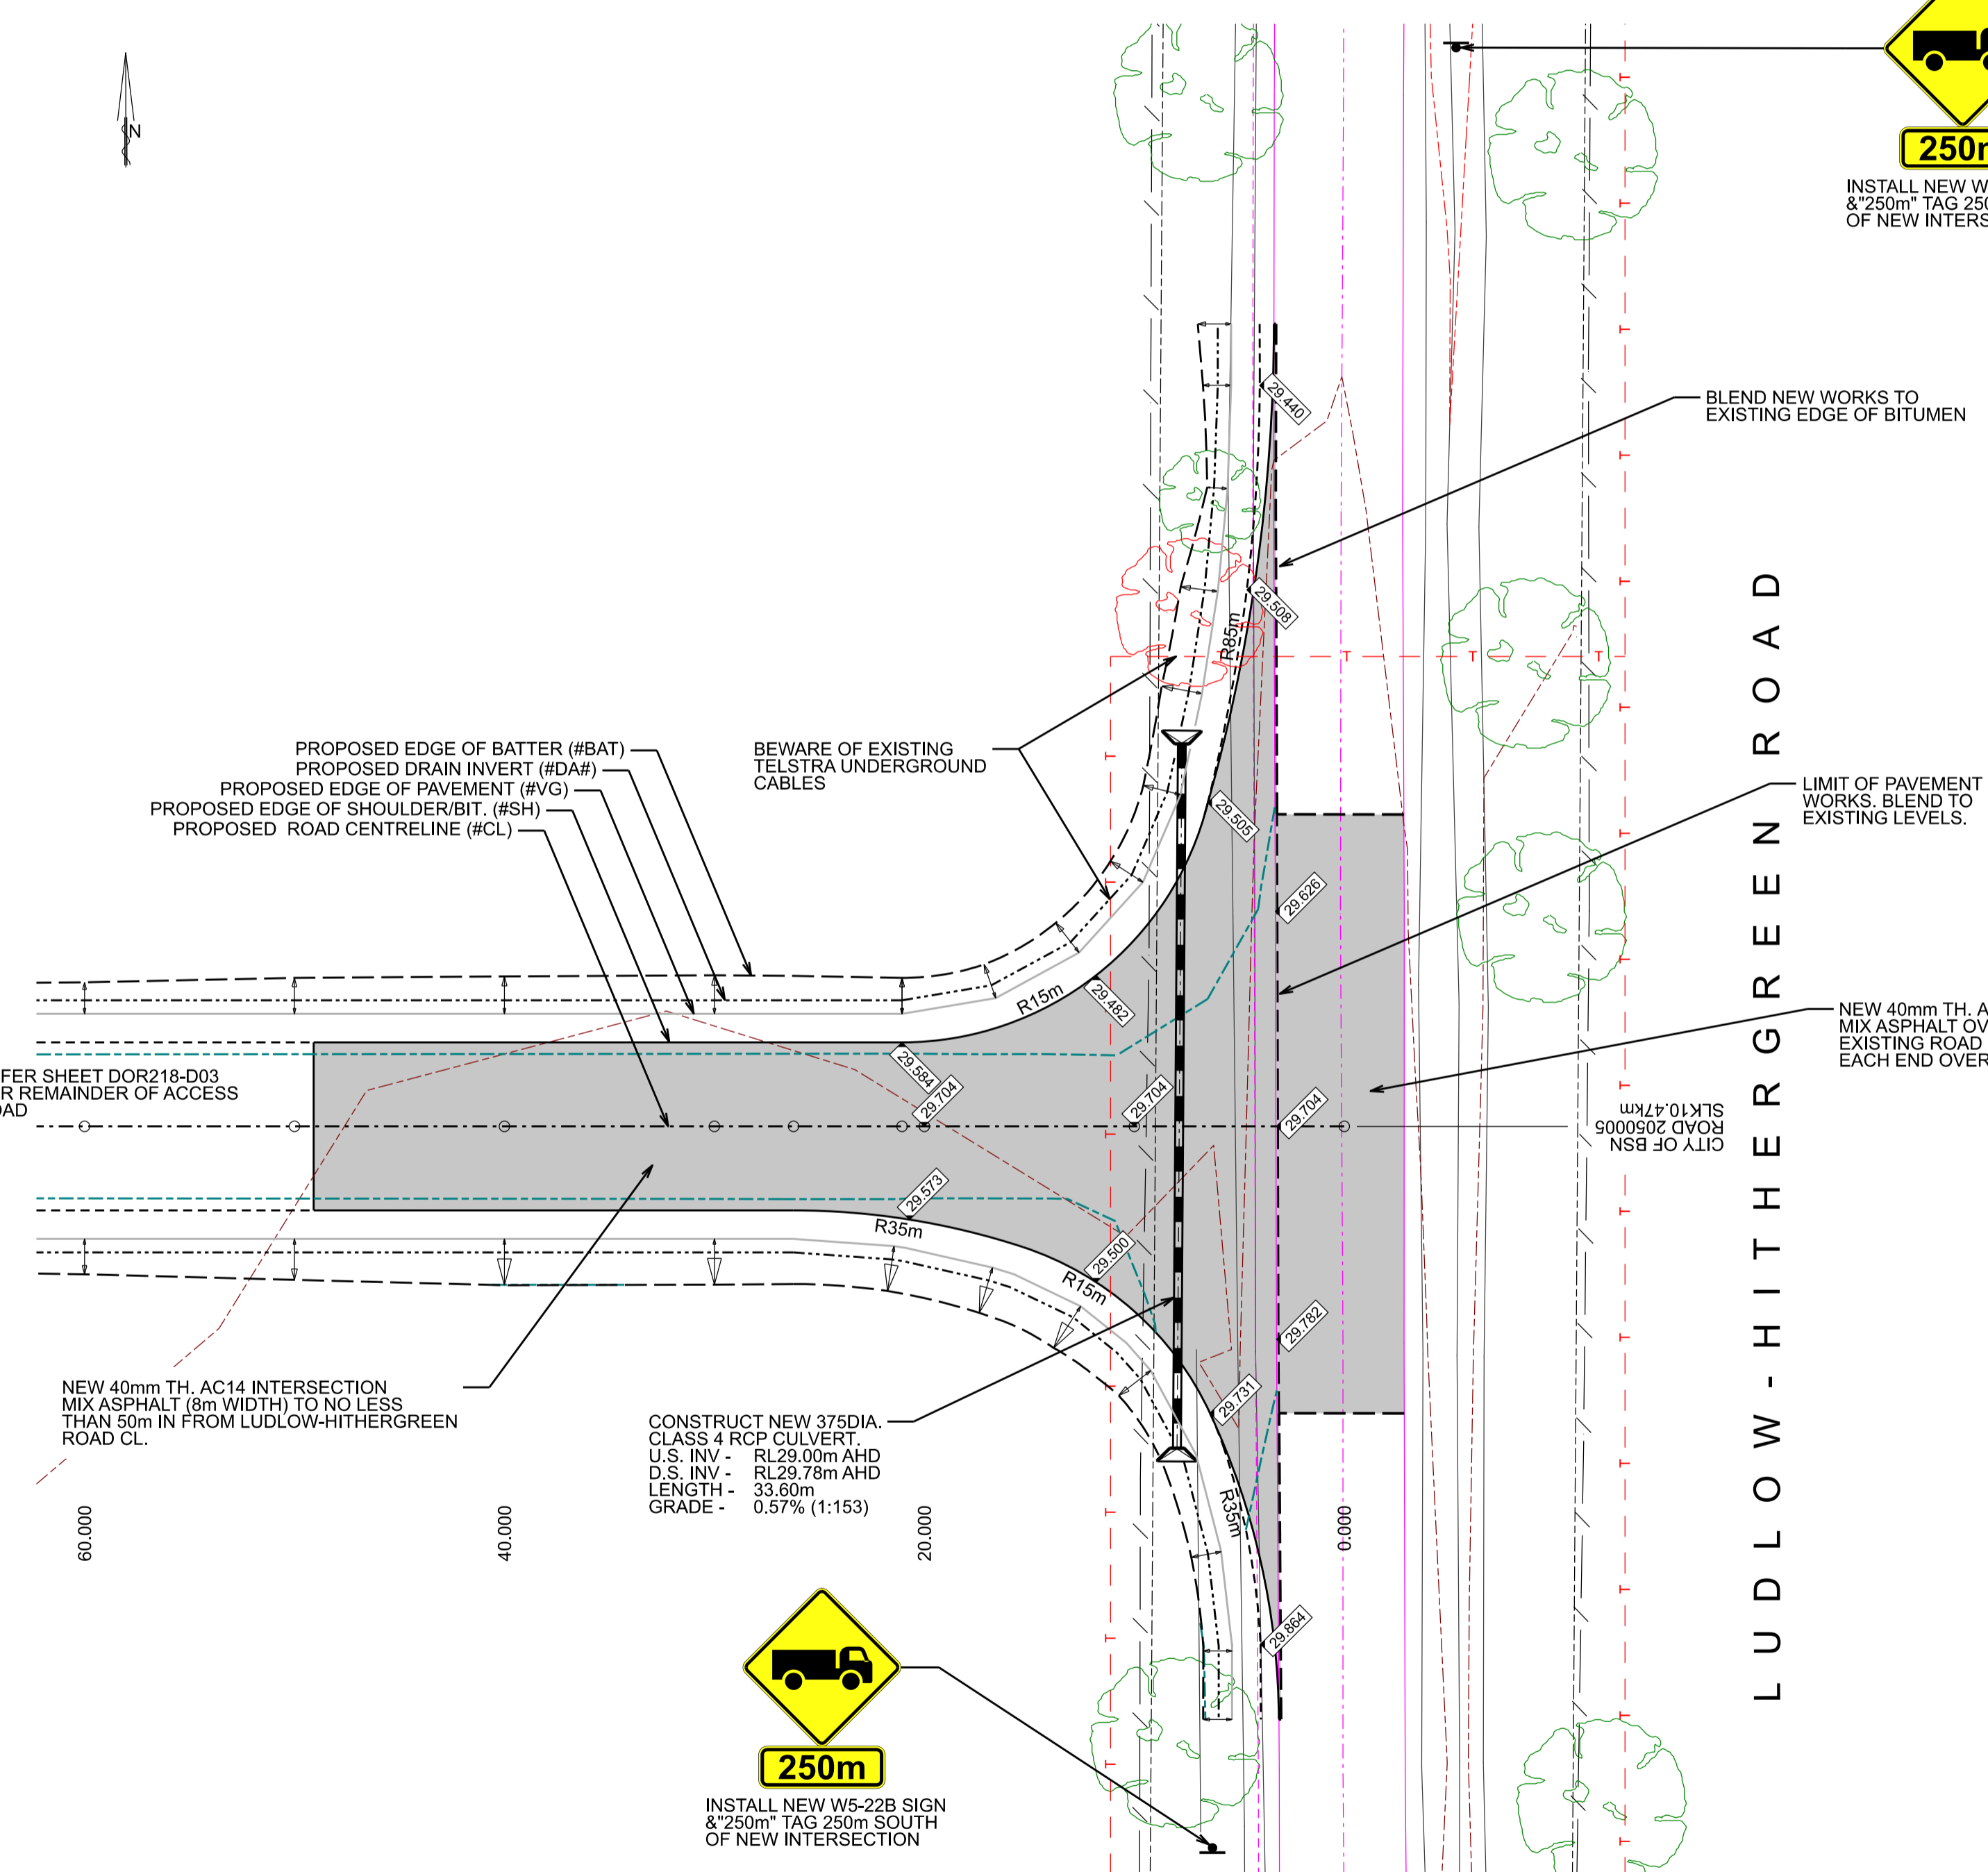 N
250m
INSTALL NEW W
&"250m" TAG 250
OF NEW INTERS
29.440
BLEND NEW WORKS TO
EXISTING EDGE OF BITUMEN
29.508
R85m
T
T
T
PROPOSED EDGE OF BATTER (#BAT)
PROPOSED DRAIN INVERT (#DA#)
PROPOSED EDGE OF PAVEMENT (#VG)
PROPOSED EDGE OF SHOULDER/BIT. (#SH)
PROPOSED ROAD CENTRELINE (#CL)
BEWARE OF EXISTING
TELSTRA UNDERGROUND
CABLES
LIMIT OF PAVEMENT
WORKS. BLEND TO
EXISTING LEVELS.
29.505
29.626
R15m
29.482
NEW 40mm TH. A
MIX ASPHALT OV
EXISTING ROAD
EACH END OVER
FER SHEET DOR218-D03
R REMAINDER OF ACCESS
OAD
29.584
29.704
29.704
29.704
CITY OF BSN
ROAD 2050005
SLK10.47km
LUDLOW-HITHERGREEN ROAD
29.573
R35m
29.500
R15m
29.782
29.731
NEW 40mm TH. AC14 INTERSECTION
MIX ASPHALT (8m WIDTH) TO NO LESS
THAN 50m IN FROM LUDLOW-HITHERGREEN
ROAD CL.
CONSTRUCT NEW 375DIA.
CLASS 4 RCP CULVERT.
U.S. INV - RL29.00m AHD
D.S. INV - RL29.78m AHD
LENGTH - 33.60m
GRADE - 0.57% (1:153)
R35m
60.000
40.000
20.000
0.000
29.864
250m
INSTALL NEW W5-22B SIGN
&"250m" TAG 250m SOUTH
OF NEW INTERSECTION